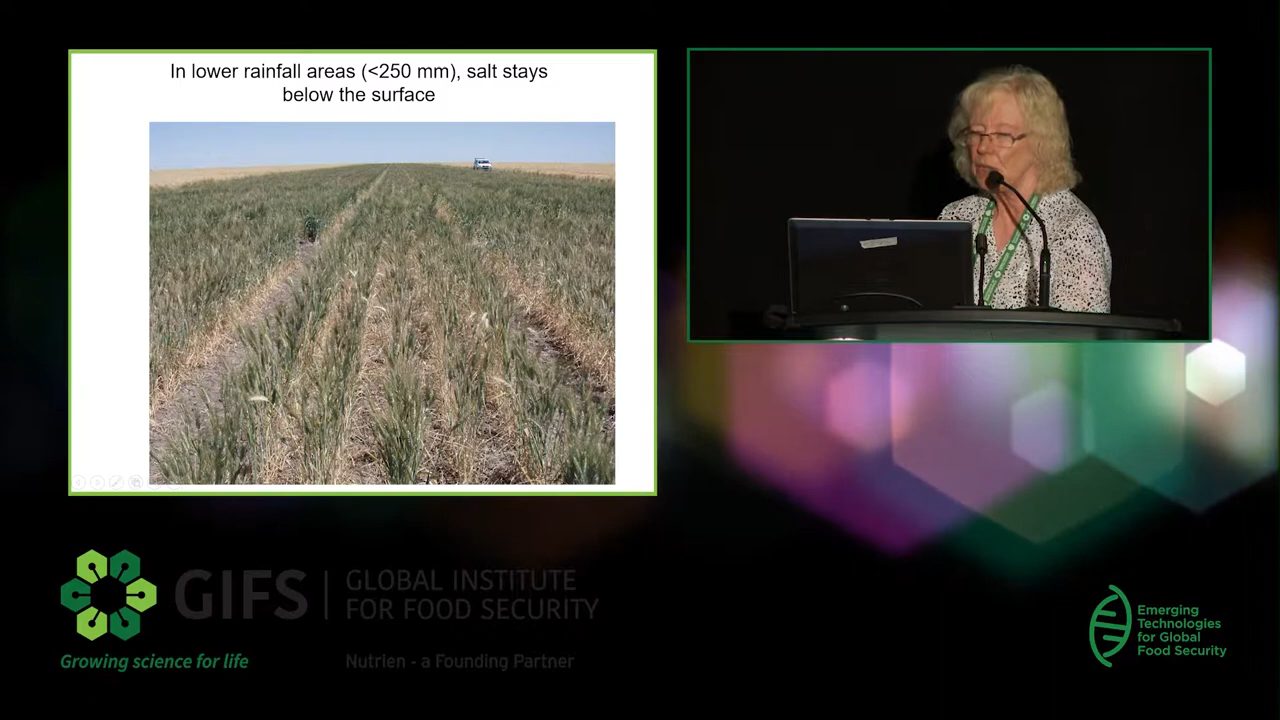 In lower rainfall areas (<250 mm), salt stays
below the surface
GIFS
GLOBAL INSTITUTE
FOR FOOD SECURITY
Growing science for life
Nutrien - a Founding Partner
Emerging
Technologies
for Global
Food Security